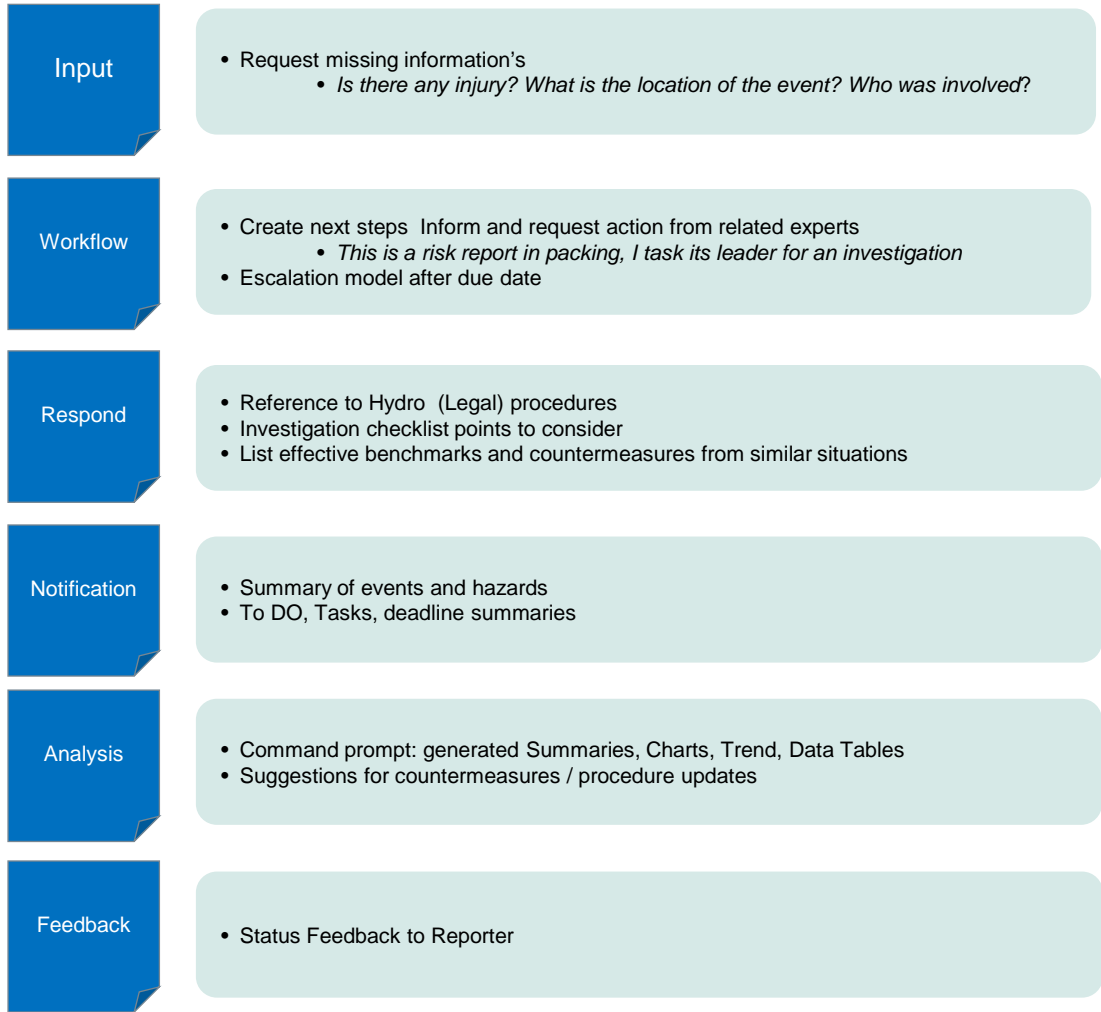 Input
• Request missing information's
• Is there any injury? What is the location of the event? Who was involved?
Workflow
• Create next steps  Inform and request action from related experts
• This is a risk report in packing, I task its leader for an investigation
• Escalation model after due date
Respond
• Reference to Hydro  (Legal) procedures
• Investigation checklist points to consider
• List effective benchmarks and countermeasures from similar situations
Notification
• Summary of events and hazards
• To DO, Tasks, deadline summaries
Analysis
• Command prompt: generated Summaries, Charts, Trend, Data Tables
• Suggestions for countermeasures / procedure updates
Feedback
• Status Feedback to Reporter